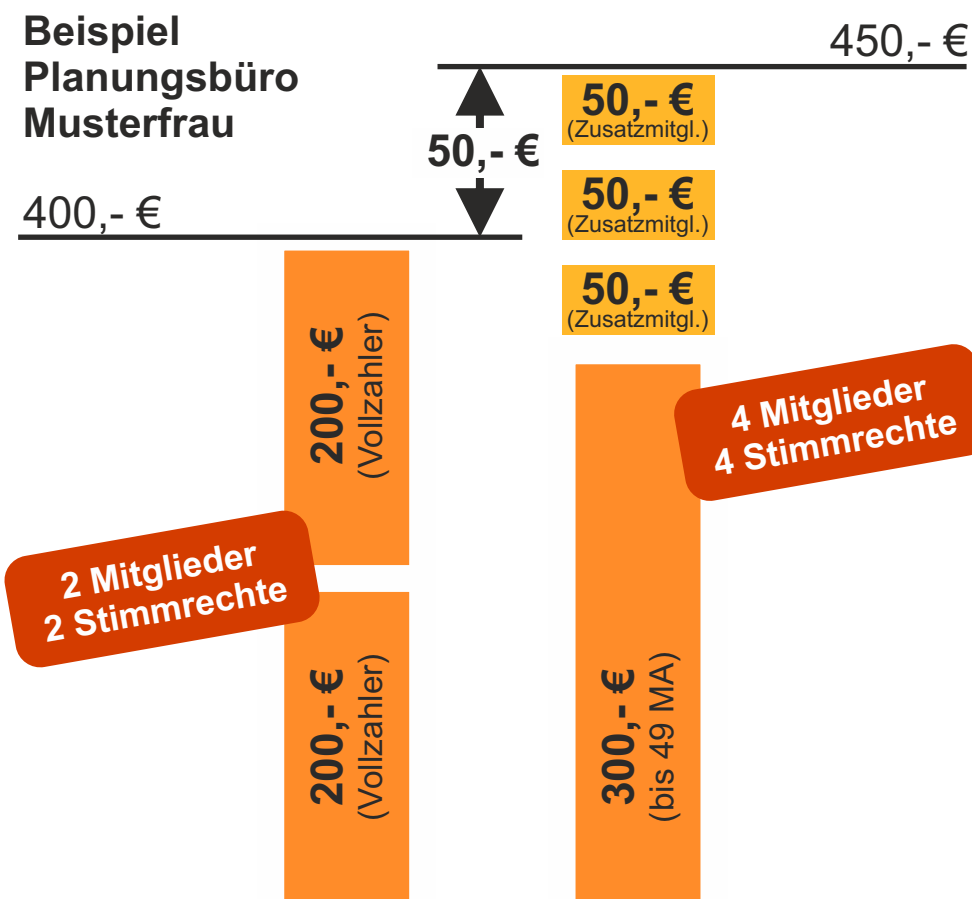 Beispiel
Planungsbüro
Musterfrau
450,- €
50,- €
400,- €
50,- €
(Zusatzmitgl.)
50,- €
(Zusatzmitgl.)
50,- €
(Zusatzmitgl.)
200,- €
(Vollzahler)
2 Mitglieder
2 Stimmrechte
200,- €
(Vollzahler)
4 Mitglieder
4 Stimmrechte
300,- €
(bis 49 MA)